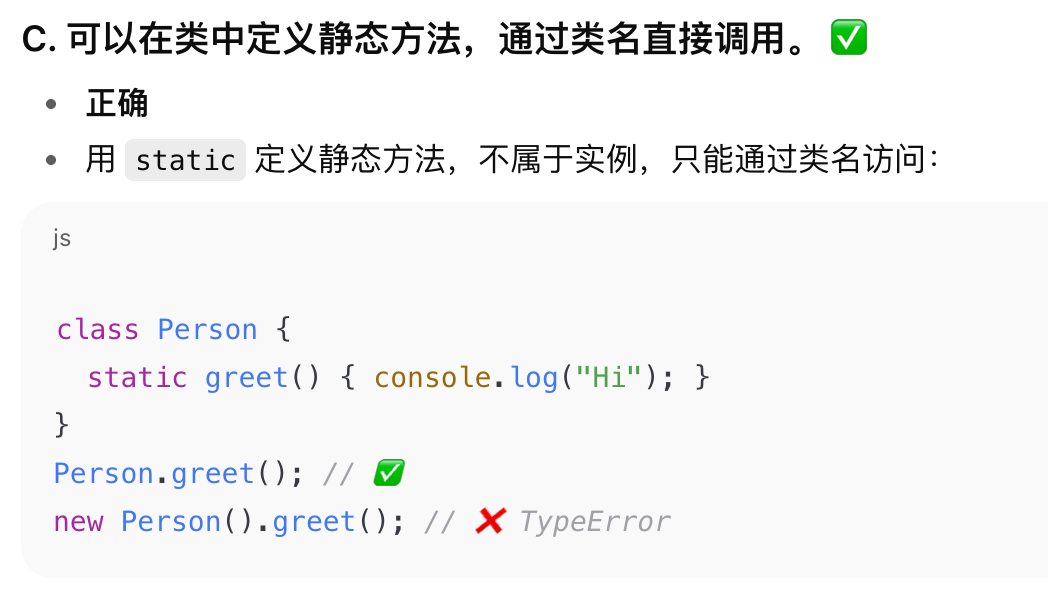 C. 可以在类中定义静态方法，通过类名直接调用。 ✅
• 正确
• 用 static 定义静态方法，不属于实例，只能通过类名访问：
js
class Person {
  static greet() { console.log("Hi"); }
}
Person.greet(); // ✅
new Person().greet(); // ❌ TypeError